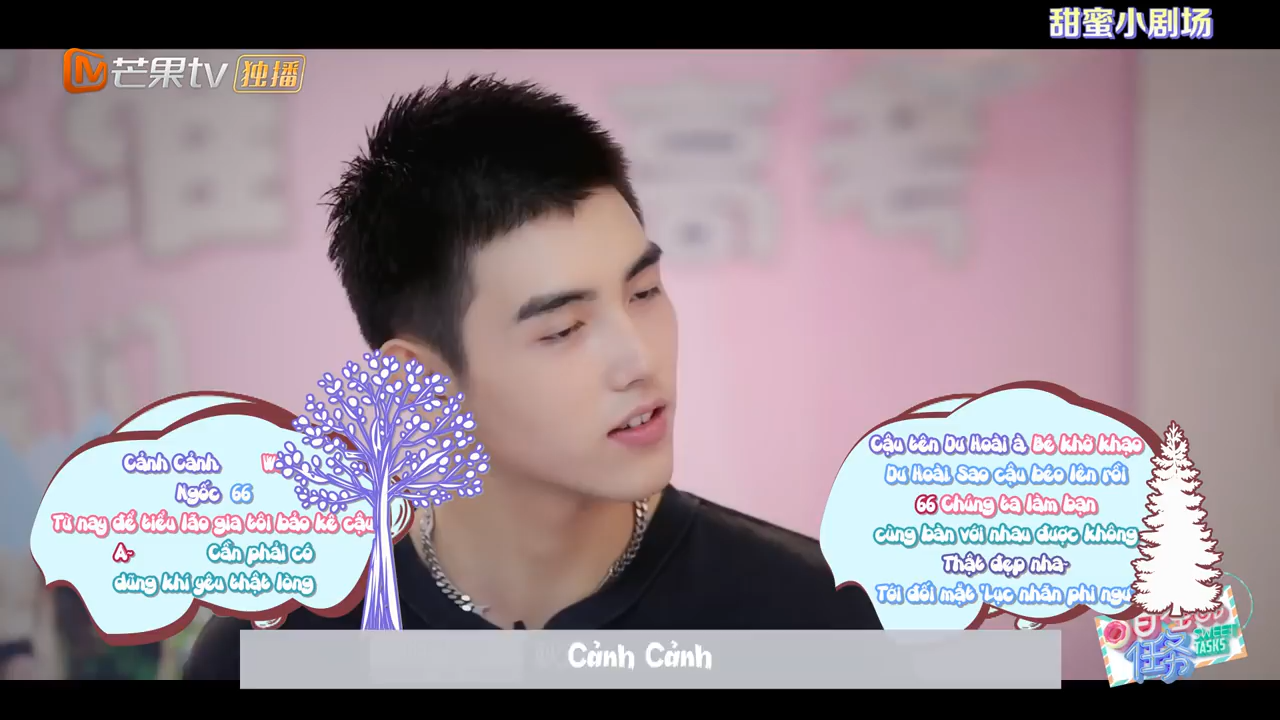 甜蜜小剧场
芒果tv 独播
高考
Cảnh Cảnh W-
Ngốc 66
Từ nay để tiểu lão gia tôi bảo kê cậu
A- Cần phải có
dũng khí yêu thật lòng
Cậu tên Du Hoài à, Bé khờ khạo
Du Hoài, Sao cậu béo lên rồi
66 Chúng ta làm bạn
cùng bàn với nhau được không
Thật đẹp nha~
Tôi đối mặt 'Lục nhãn phi ngư'
任务
SWEET
TASKS
Cảnh Cảnh